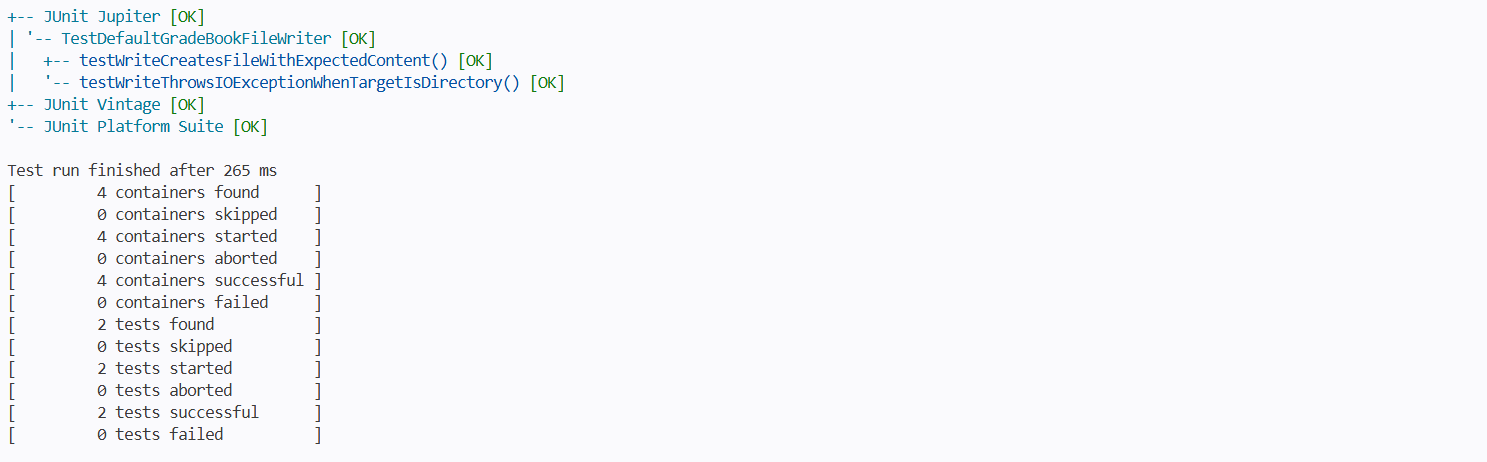 +-- JUnit Jupiter [OK]
| '-- TestDefaultGradeBookFileWriter [OK]
|   +-- testWriteCreatesFileWithExpectedContent() [OK]
|   '-- testWriteThrowsIOExceptionWhenTargetIsDirectory() [OK]
+-- JUnit Vintage [OK]
'-- JUnit Platform Suite [OK]

Test run finished after 265 ms
[         4 containers found      ]
[         0 containers skipped    ]
[         4 containers started    ]
[         0 containers aborted    ]
[         4 containers successful ]
[         0 containers failed     ]
[         2 tests found           ]
[         0 tests skipped         ]
[         2 tests started         ]
[         0 tests aborted         ]
[         2 tests successful      ]
[         0 tests failed          ]